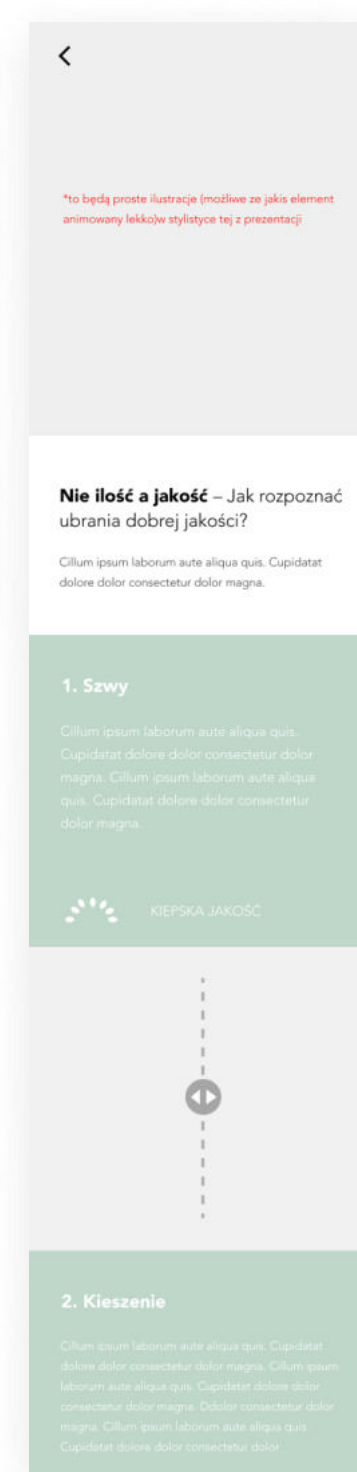 *to będą proste ilustracje (możliwe ze jakis element
animowany lekko)w stylistyce tej z prezentacji
Nie ilość a jakość – Jak rozpoznać
ubrania dobrej jakości?
Cillum ipsum laborum aute aliqua quis. Cupidatat
dolore dolor consectetur dolor magna.
1. Szwy
Cillum ipsum laborum aute aliqua quis.
Cupidatat dolore dolor consectetur dolor
magna. Cillum ipsum laborum aute aliqua
quis. Cupidatat dolore dolor consectetur
dolor magna.
KIEPSKA JAKOŚĆ
2. Kieszenie
Cillum ipsum laborum aute aliqua quis. Cupidatat
dolore dolor consectetur dolor magna. Cillum ipsum
laborum aute aliqua quis. Cupidatat dolore dolor
consectetur dolor magna. Ddolor consectetur dolor
magna. Cillum ipsum laborum aute aliqua quis.
Cupidatat dolore dolor consectetur dolor